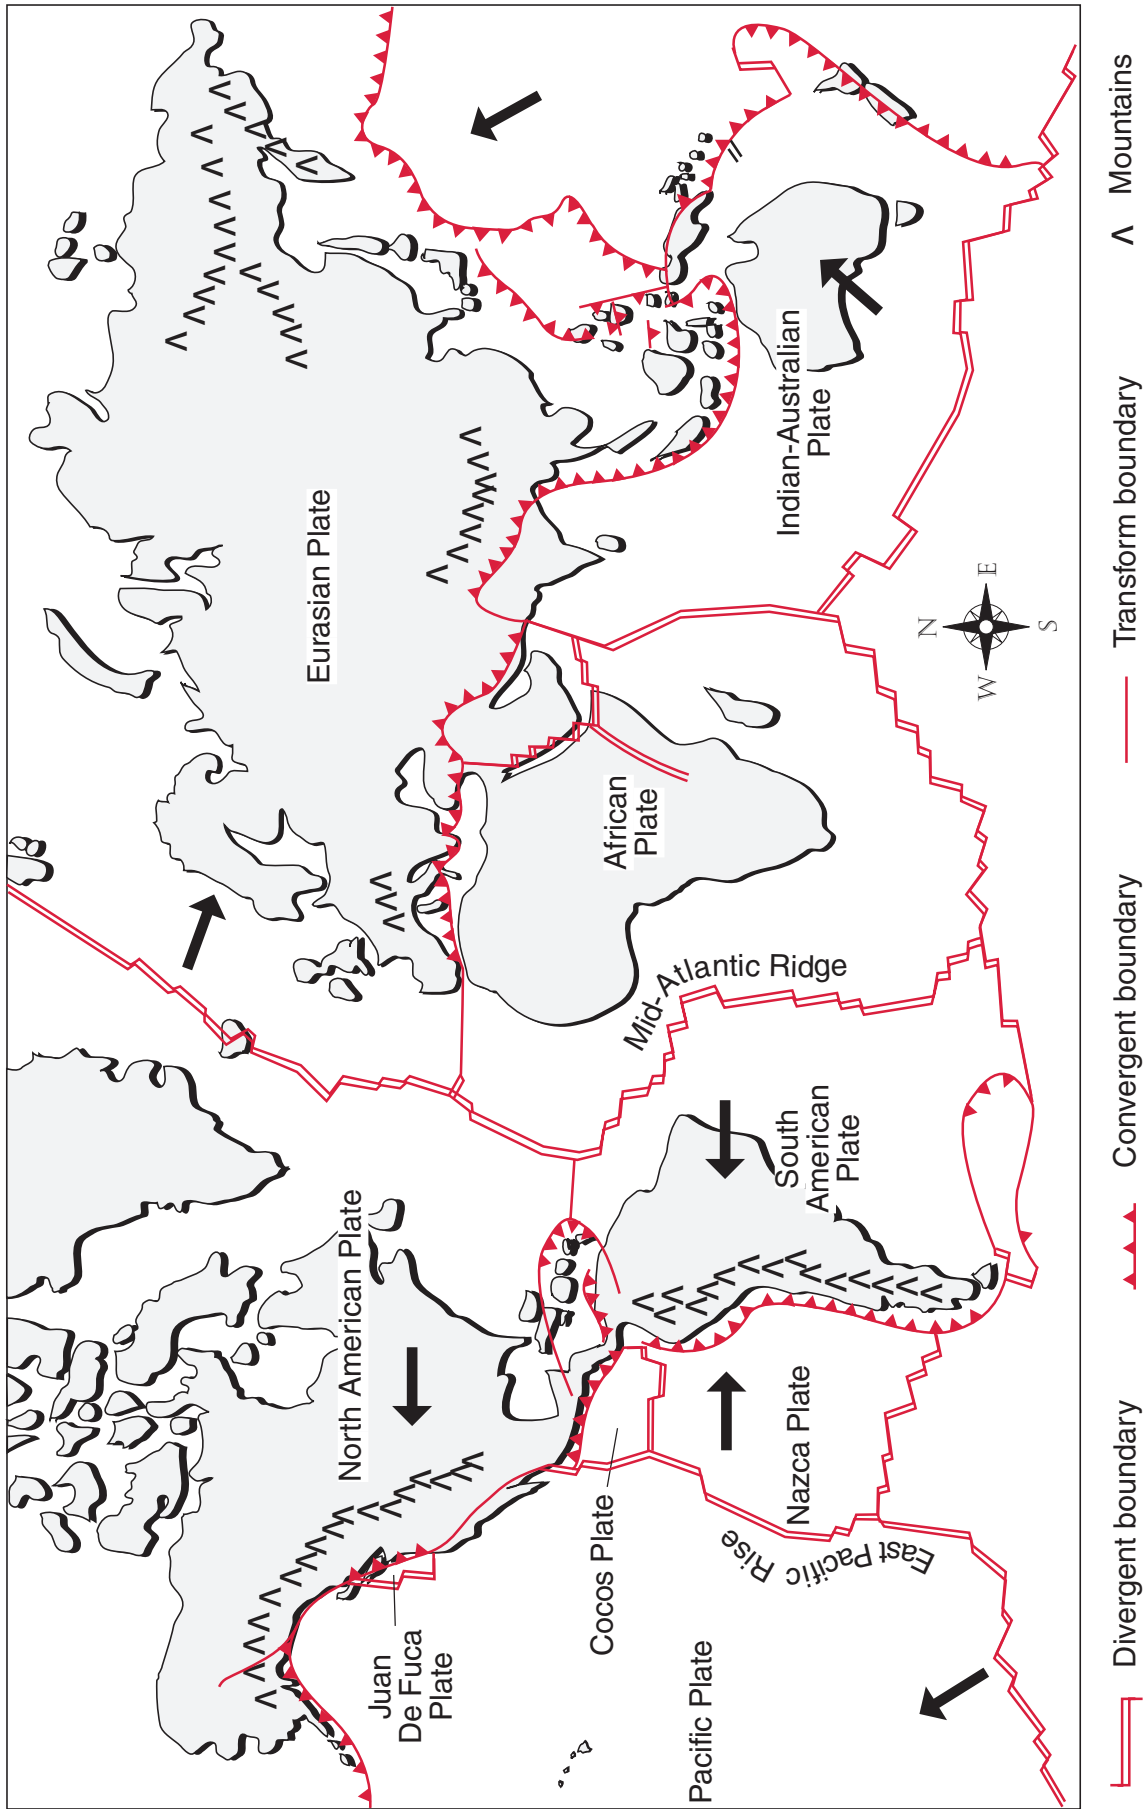 North American Plate
Eurasian Plate
Juan
De Fuca
Plate
Cocos Plate
Pacific Plate
East Pacific Rise
Nazca Plate
South
American
Plate
Mid-Atlantic Ridge
African
Plate
Indian-Australian
Plate
N
W
E
S
Divergent boundary
Convergent boundary
Transform boundary
Mountains